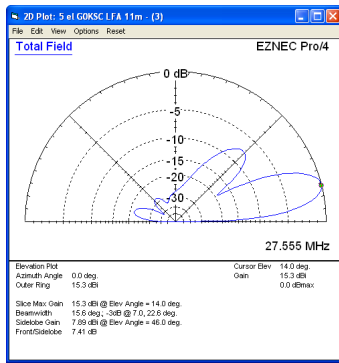 2D Plot: 5 el G0KSC LFA 11m - (3)
File Edit View Options Reset
Total Field
EZNEC Pro/4
0 dB
-5
-10
-15
-20
-30
27.555 MHz
Elevation Plot
Azimuth Angle 0.0 deg.
Outer Ring 15.3 dBi
Cursor Elev 14.0 deg.
Gain 15.3 dBi
0.0 dBmax
Slice Max Gain 15.3 dBi @ Elev Angle = 14.0 deg.
Beamwidth 15.6 deg.; -3dB @ 7.0, 22.6 deg.
Sidelobe Gain 7.89 dBi @ Elev Angle = 46.0 deg.
Front/Sidelobe 7.41 dB